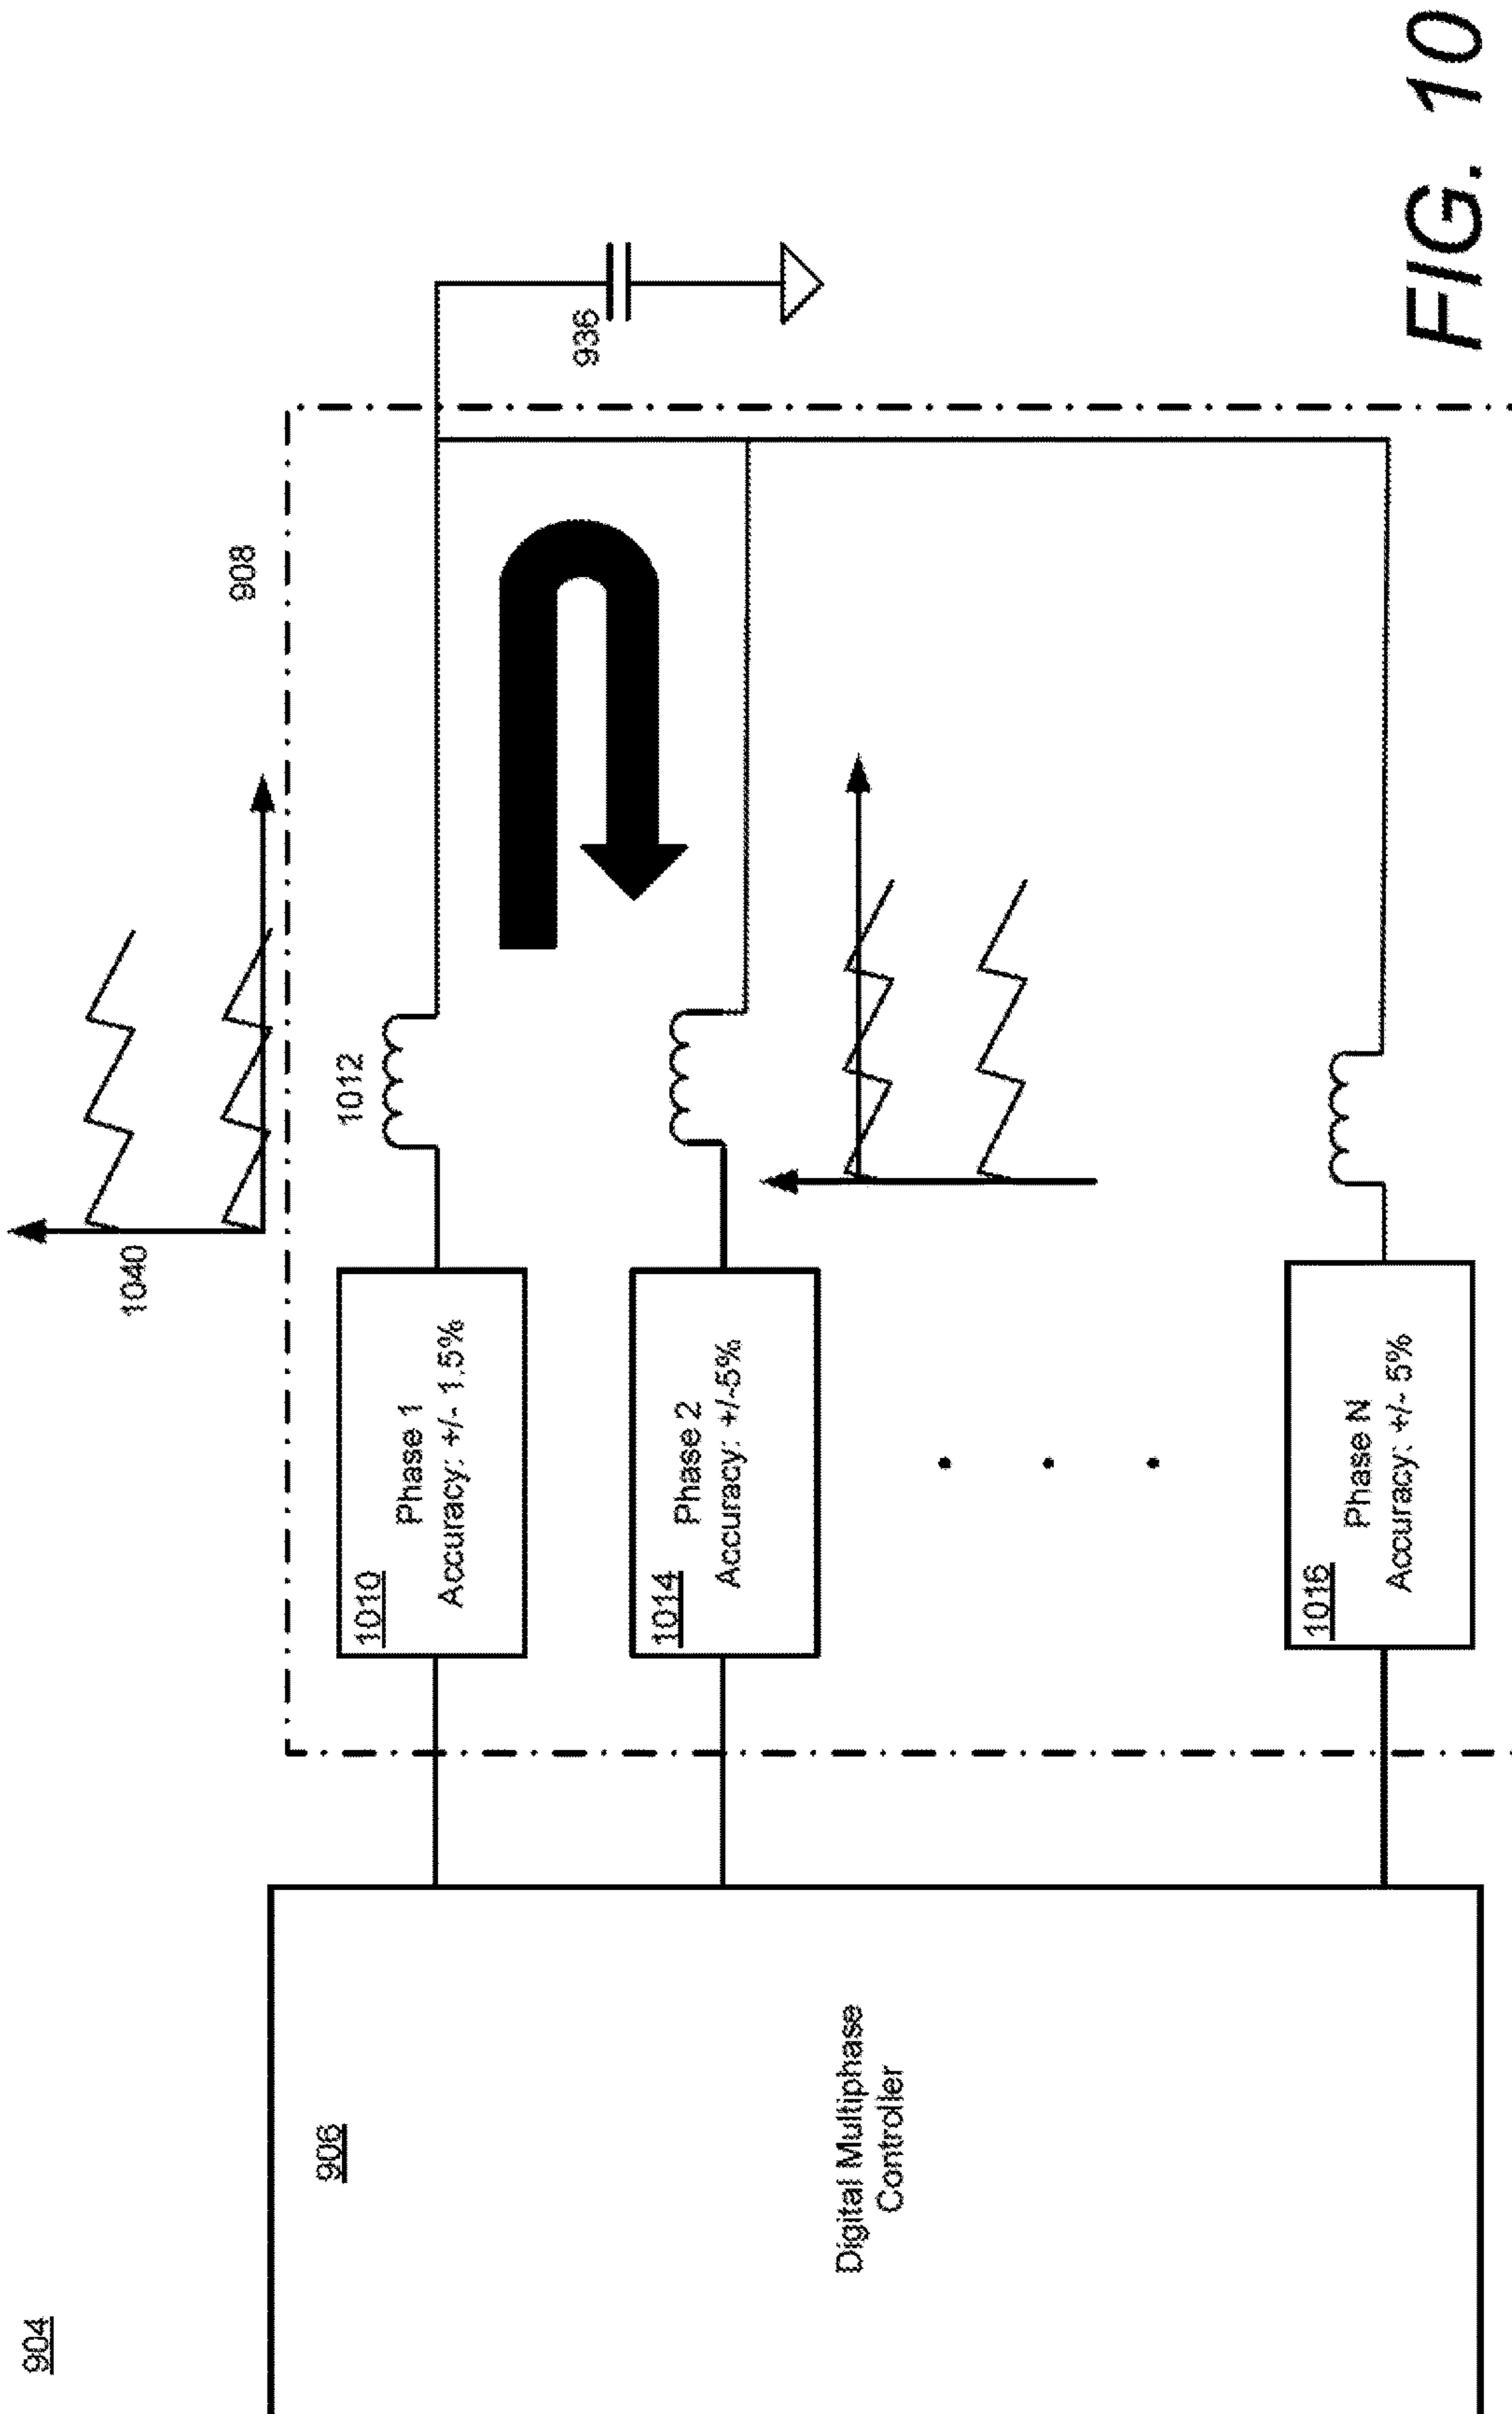 904
906
Digital Multiphase
Controller
908
1040
1010
Phase 1
Accuracy: +/- 1.5%
1012
1014
Phase 2
Accuracy: +/-5%
936
1016
Phase N
Accuracy: +/- 5%
FIG. 10